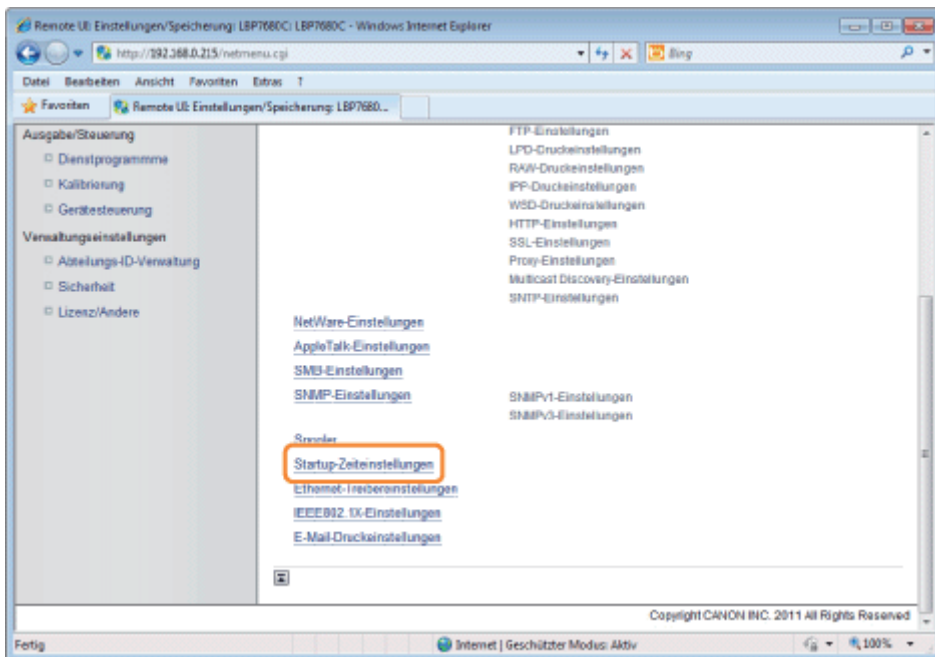 Remote UI: Einstellungen/Speicherung: LBP7680C: LBP7680C - Windows Internet Explorer
http://192.168.0.215/netmenu.cgi
Bing
Datei Bearbeiten Ansicht Favoriten Extras ?
Favoriten
Remote UI: Einstellungen/Speicherung: LBP7680...
Ausgabe/Steuerung
Dienstprogrammme
Kalibrierung
Gerätesteuerung
Verwaltungseinstellungen
Abteilungs-ID-Verwaltung
Sicherheit
Lizenz/Andere
FTP-Einstellungen
LPD-Druckeinstellungen
RAW-Druckeinstellungen
IPP-Druckeinstellungen
WSD-Druckeinstellungen
HTTP-Einstellungen
SSL-Einstellungen
Proxy-Einstellungen
Multicast Discovery-Einstellungen
SNTP-Einstellungen
NetWare-Einstellungen
AppleTalk-Einstellungen
SMB-Einstellungen
SNMP-Einstellungen
SNMPv1-Einstellungen
SNMPv3-Einstellungen
Spooler
Startup-Zeiteinstellungen
Ethernet-Treibereinstellungen
IEEE802.1X-Einstellungen
E-Mail-Druckeinstellungen
Copyright CANON INC. 2011 All Rights Reserved
Fertig
Internet | Geschützter Modus: Aktiv
100%